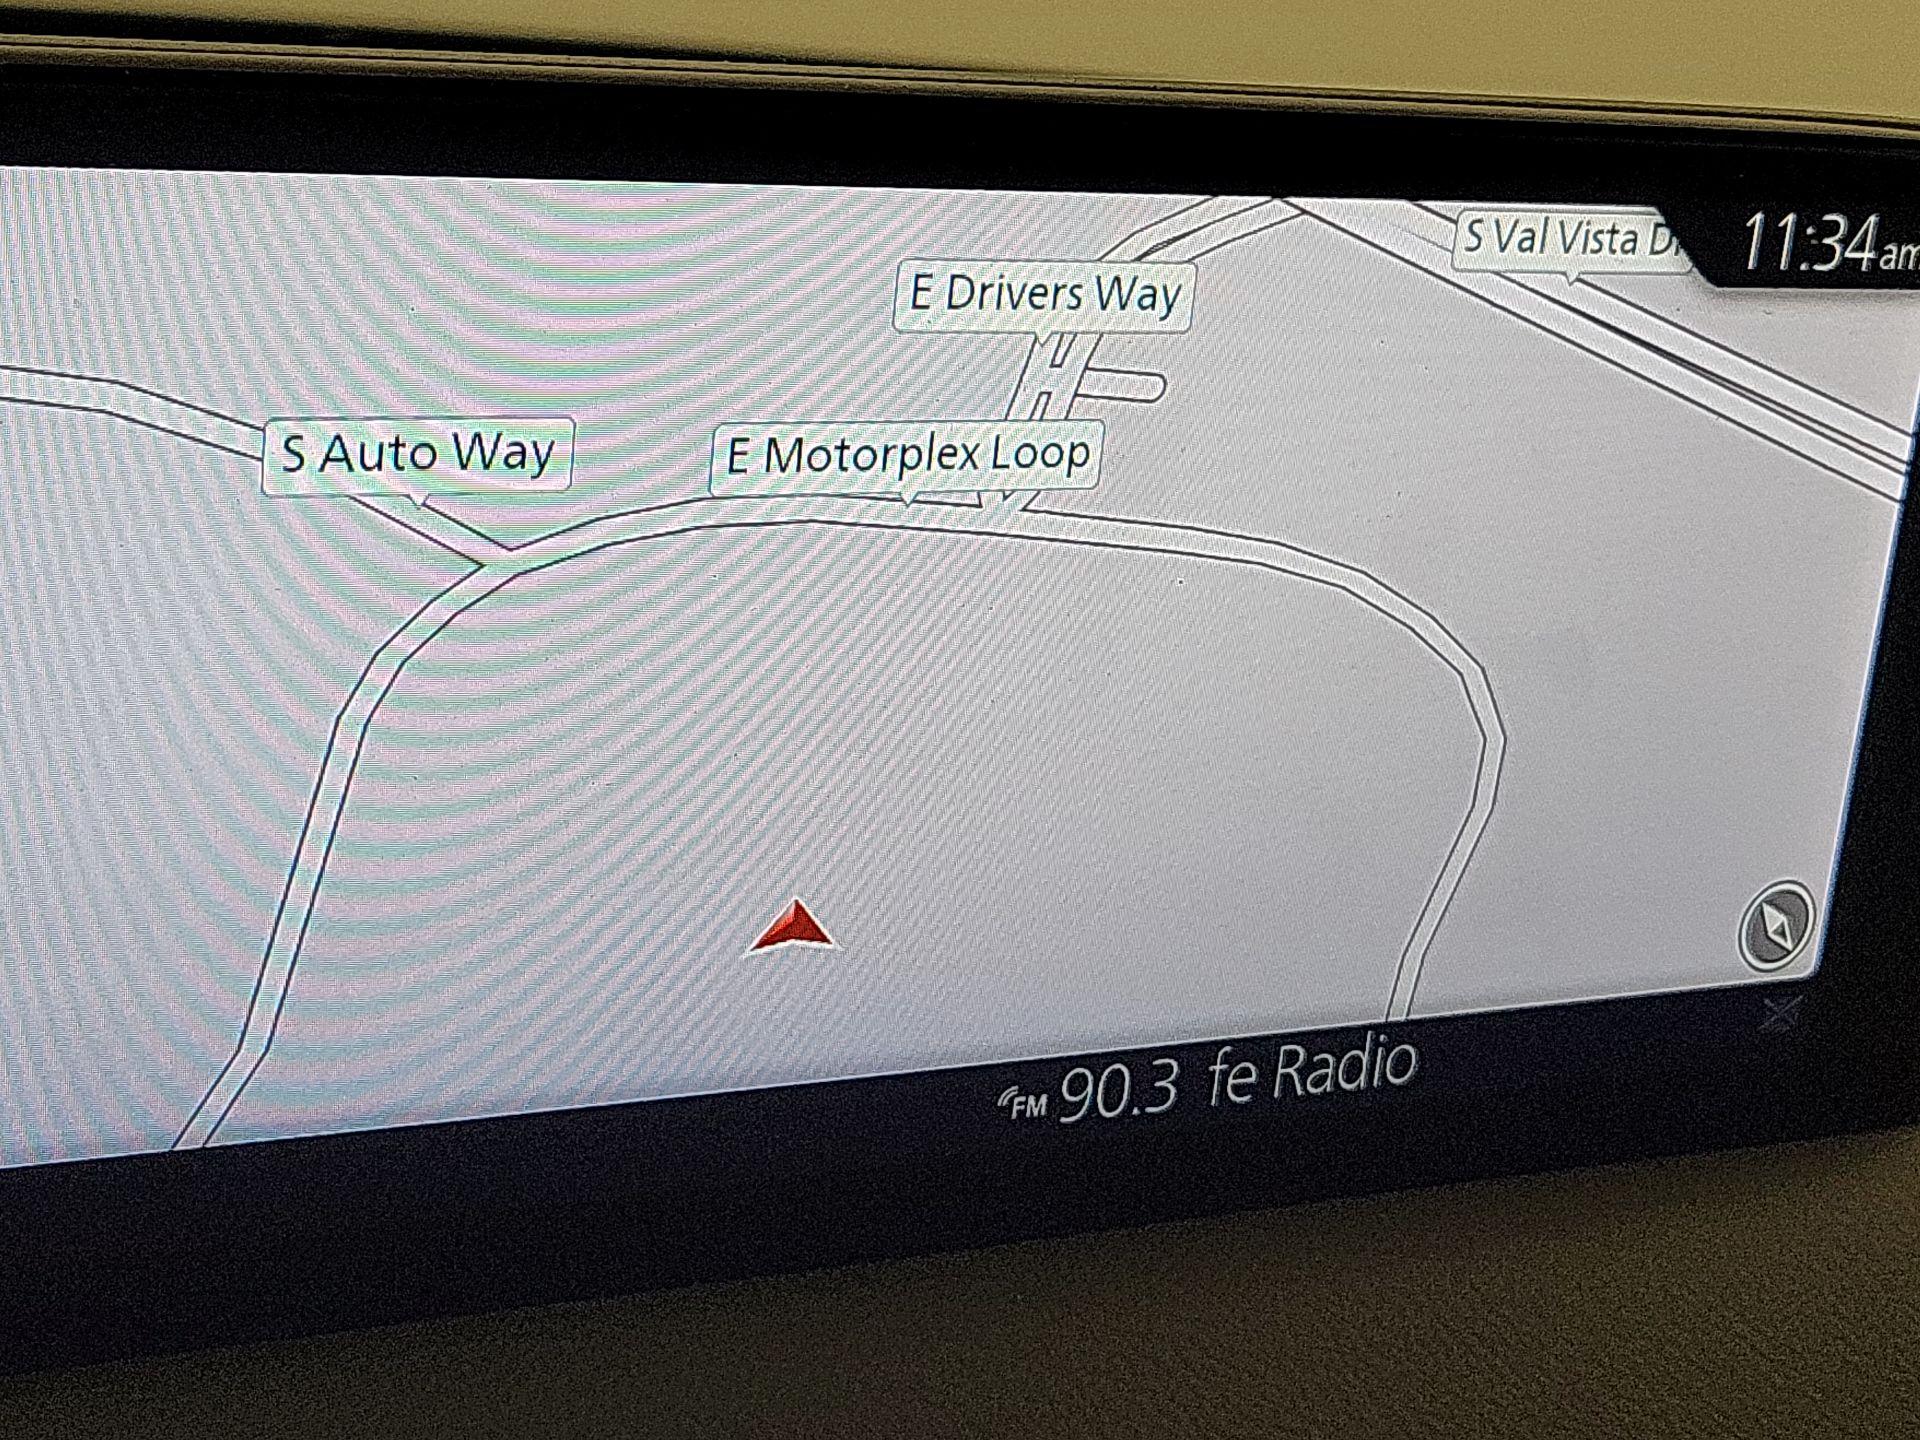 S Val Vista D
11:34am
E Drivers Way
S Auto Way
E Motorplex Loop
FM 90.3 fe Radio